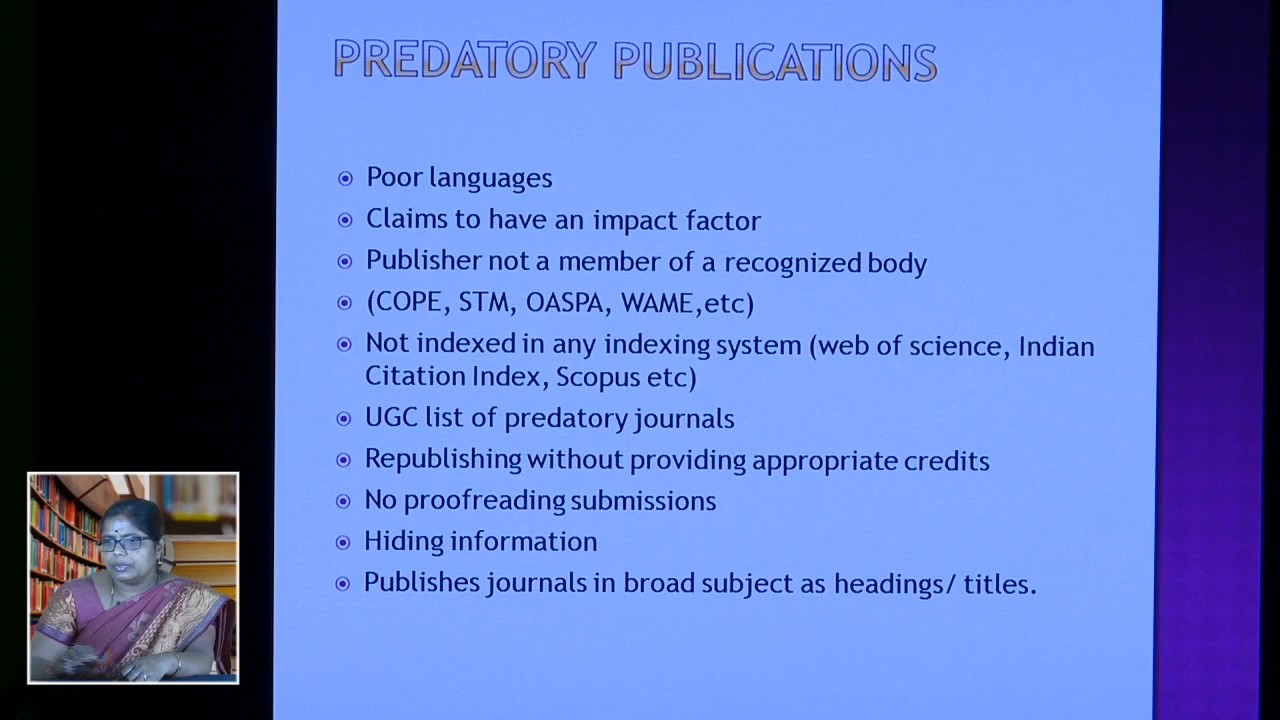 PREDATORY PUBLICATIONS
Poor languages
Claims to have an impact factor
Publisher not a member of a recognized body
(COPE, STM, OASPA, WAME,etc)
Not indexed in any indexing system (web of science, Indian
Citation Index, Scopus etc)
UGC list of predatory journals
Republishing without providing appropriate credits
No proofreading submissions
Hiding information
Publishes journals in broad subject as headings/ titles.